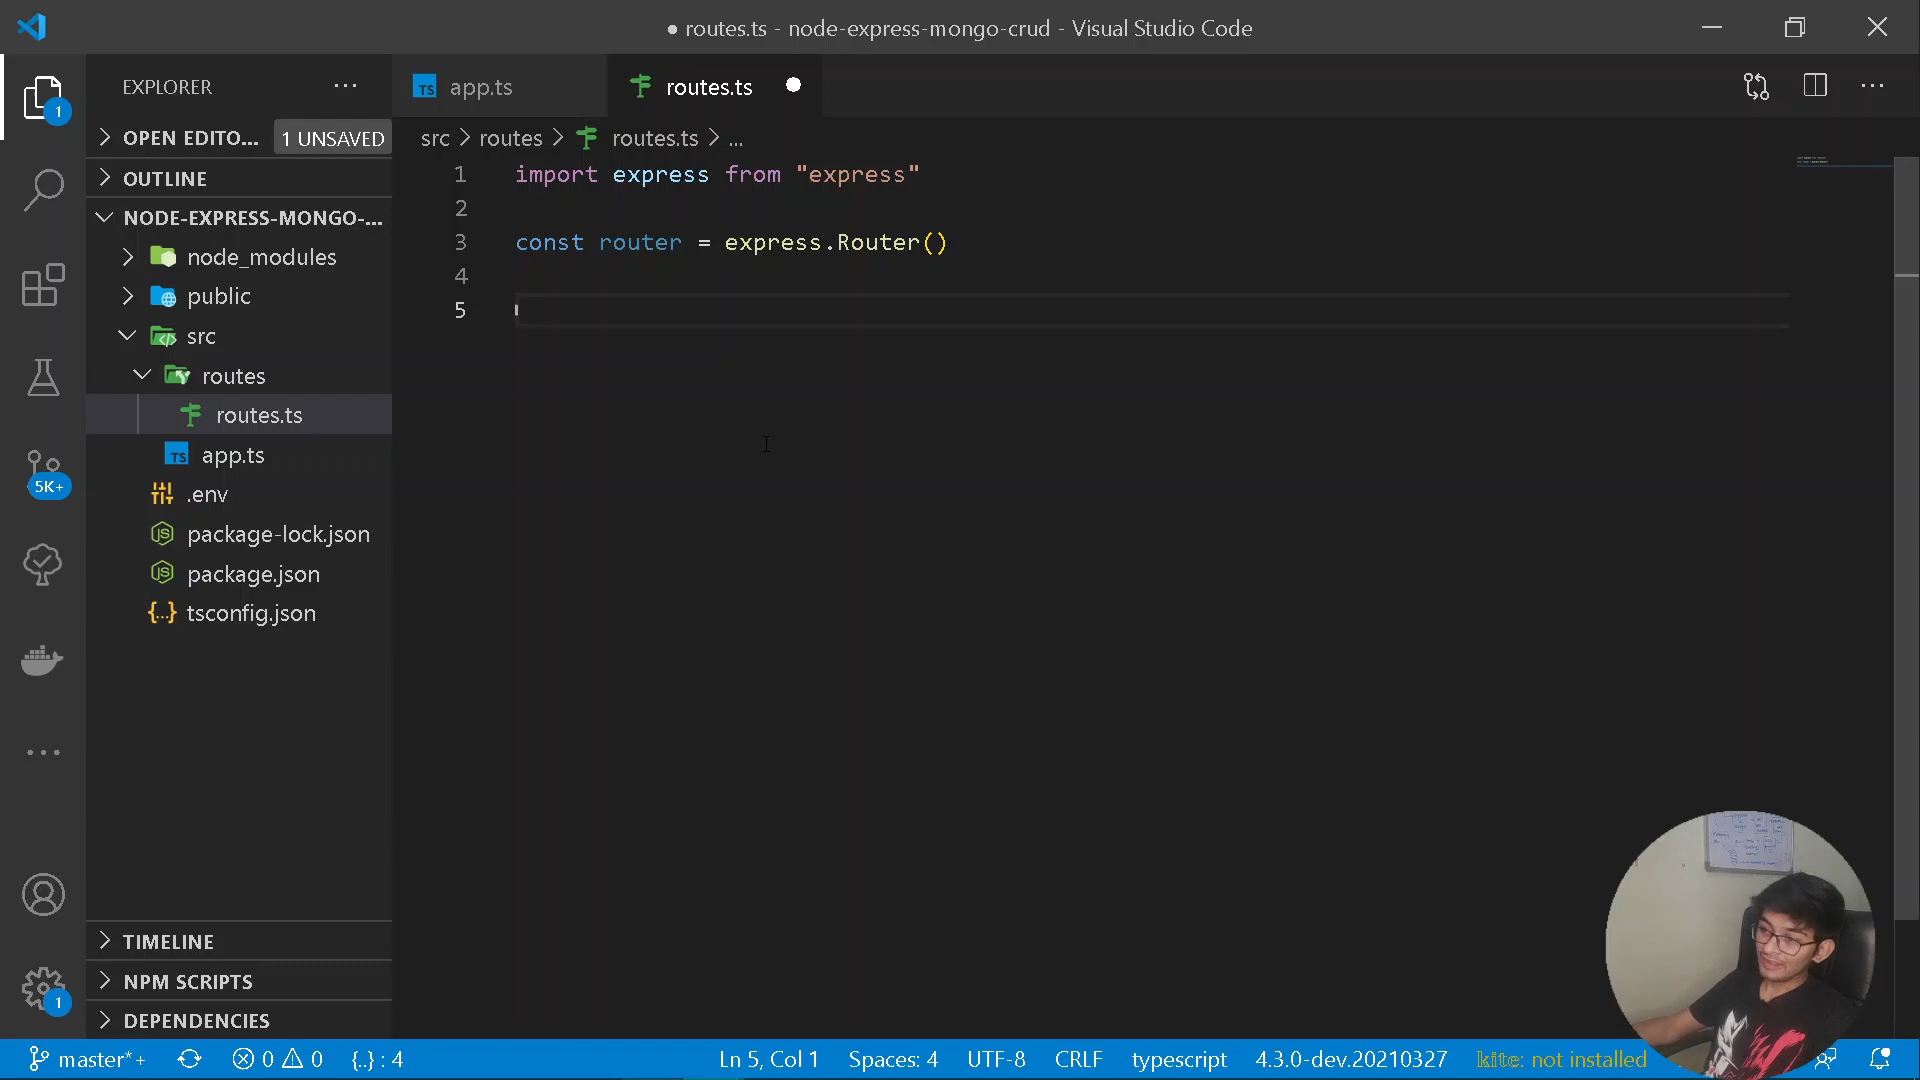 ● routes.ts - node-express-mongo-crud - Visual Studio Code
EXPLORER
1
OPEN EDITO... 1 UNSAVED
OUTLINE
NODE-EXPRESS-MONGO-...
node_modules
public
src
routes
routes.ts
app.ts
.env
package-lock.json
package.json
tsconfig.json
5K+
TIMELINE
NPM SCRIPTS
DEPENDENCIES
1
TS app.ts
routes.ts
src > routes > routes.ts > ...
1 import express from "express"
2
3 const router = express.Router()
4
5
master*+ 0 0 {..} : 4 Ln 5, Col 1 Spaces: 4 UTF-8 CRLF typescript 4.3.0-dev.20210327 kite: not installed